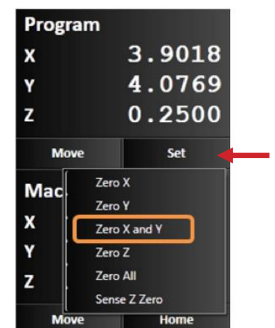 Program
X 3.9018
Y 4.0769
Z 0.2500
Move Set
Mac
Zero X
X
Zero Y
Zero X and Y
Y
Zero Z
Z
Zero All
Sense Z Zero
Move Home